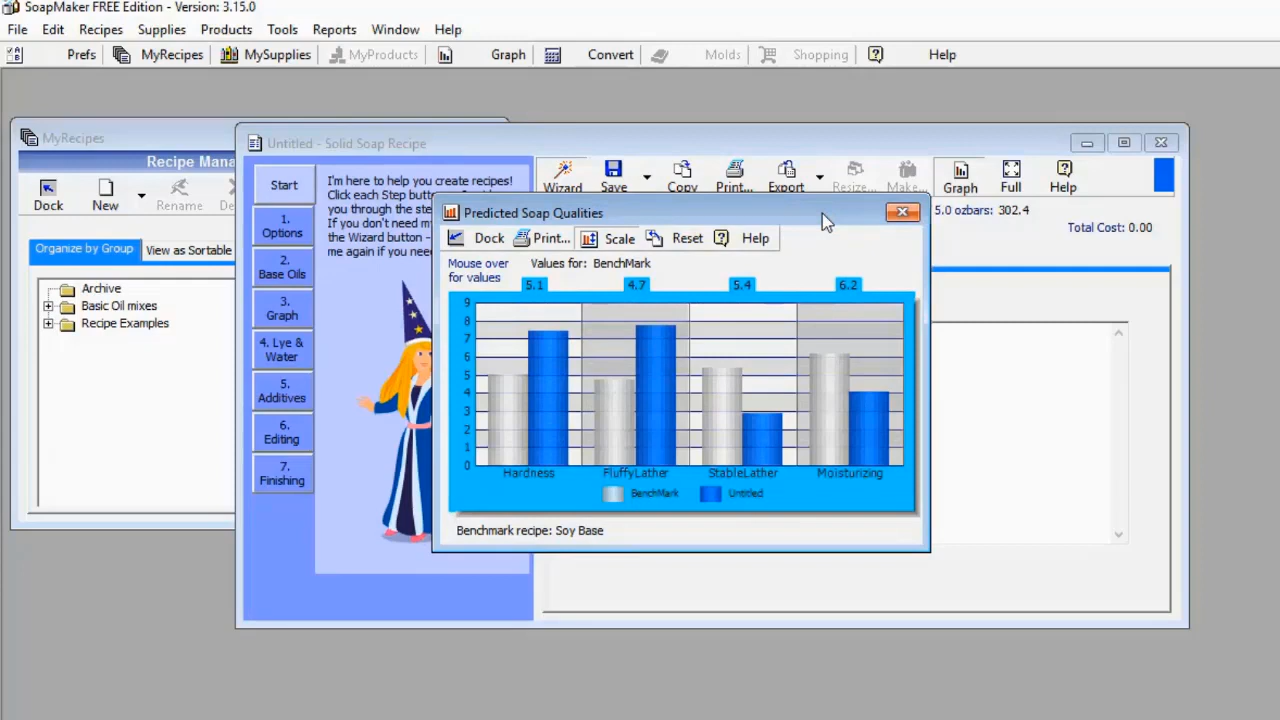 SoapMaker FREE Edition - Version: 3.15.0
File Edit Recipes Supplies Products Tools Reports Window Help
Prefs MyRecipes MySupplies MyProducts Graph Convert Molds Shopping Help
MyRecipes
Recipe Mana
Dock New Rename De
Organize by Group View as Sortable
Archive
Basic Oil mixes
Recipe Examples
Untitled - Solid Soap Recipe
Start
1.
Options
2.
Base Oils
3.
Graph
4. Lye &
Water
5.
Additives
6.
Editing
7.
Finishing
I'm here to help you create recipes!
Click each Step butt
you through the ste
If you don't need m
the Wizard button -
me again if you nee
Wizard Save Copy Print... Export Resize... Make... Graph Full Help
5.0 ozbars: 302.4
Total Cost: 0.00
Predicted Soap Qualities
Dock Print... Scale Reset Help
Mouse over
for values
Values for: BenchMark
5.1 4.7 5.4 6.2
9
8
7
6
5
4
3
2
1
0
Hardness FluffyLather StableLather Moisturizing
BenchMark Untitled
Benchmark recipe: Soy Base